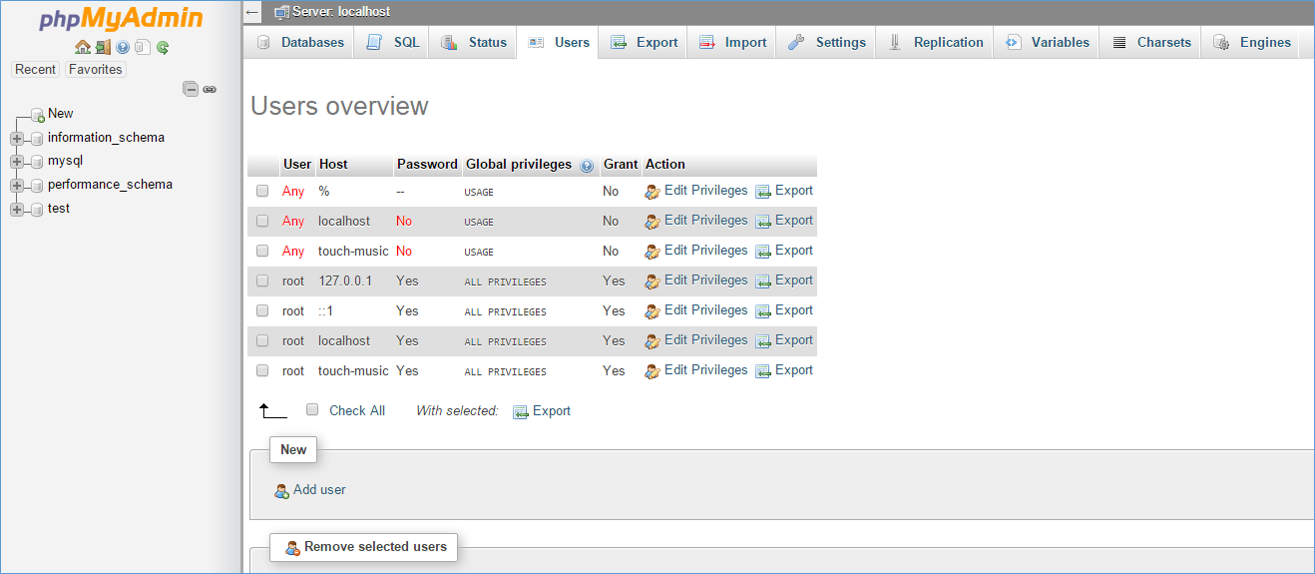 phpMyAdmin
Recent Favorites
New
information_schema
mysql
performance_schema
test
Server: localhost
Databases SQL Status Users Export Import Settings Replication Variables Charsets Engines
Users overview
User Host Password Global privileges Grant Action
Any % -- USAGE No Edit Privileges Export
Any localhost No USAGE No Edit Privileges Export
Any touch-music No USAGE No Edit Privileges Export
root 127.0.0.1 Yes ALL PRIVILEGES Yes Edit Privileges Export
root ::1 Yes ALL PRIVILEGES Yes Edit Privileges Export
root localhost Yes ALL PRIVILEGES Yes Edit Privileges Export
root touch-music Yes ALL PRIVILEGES Yes Edit Privileges Export
Check All With selected: Export
New
Add user
Remove selected users